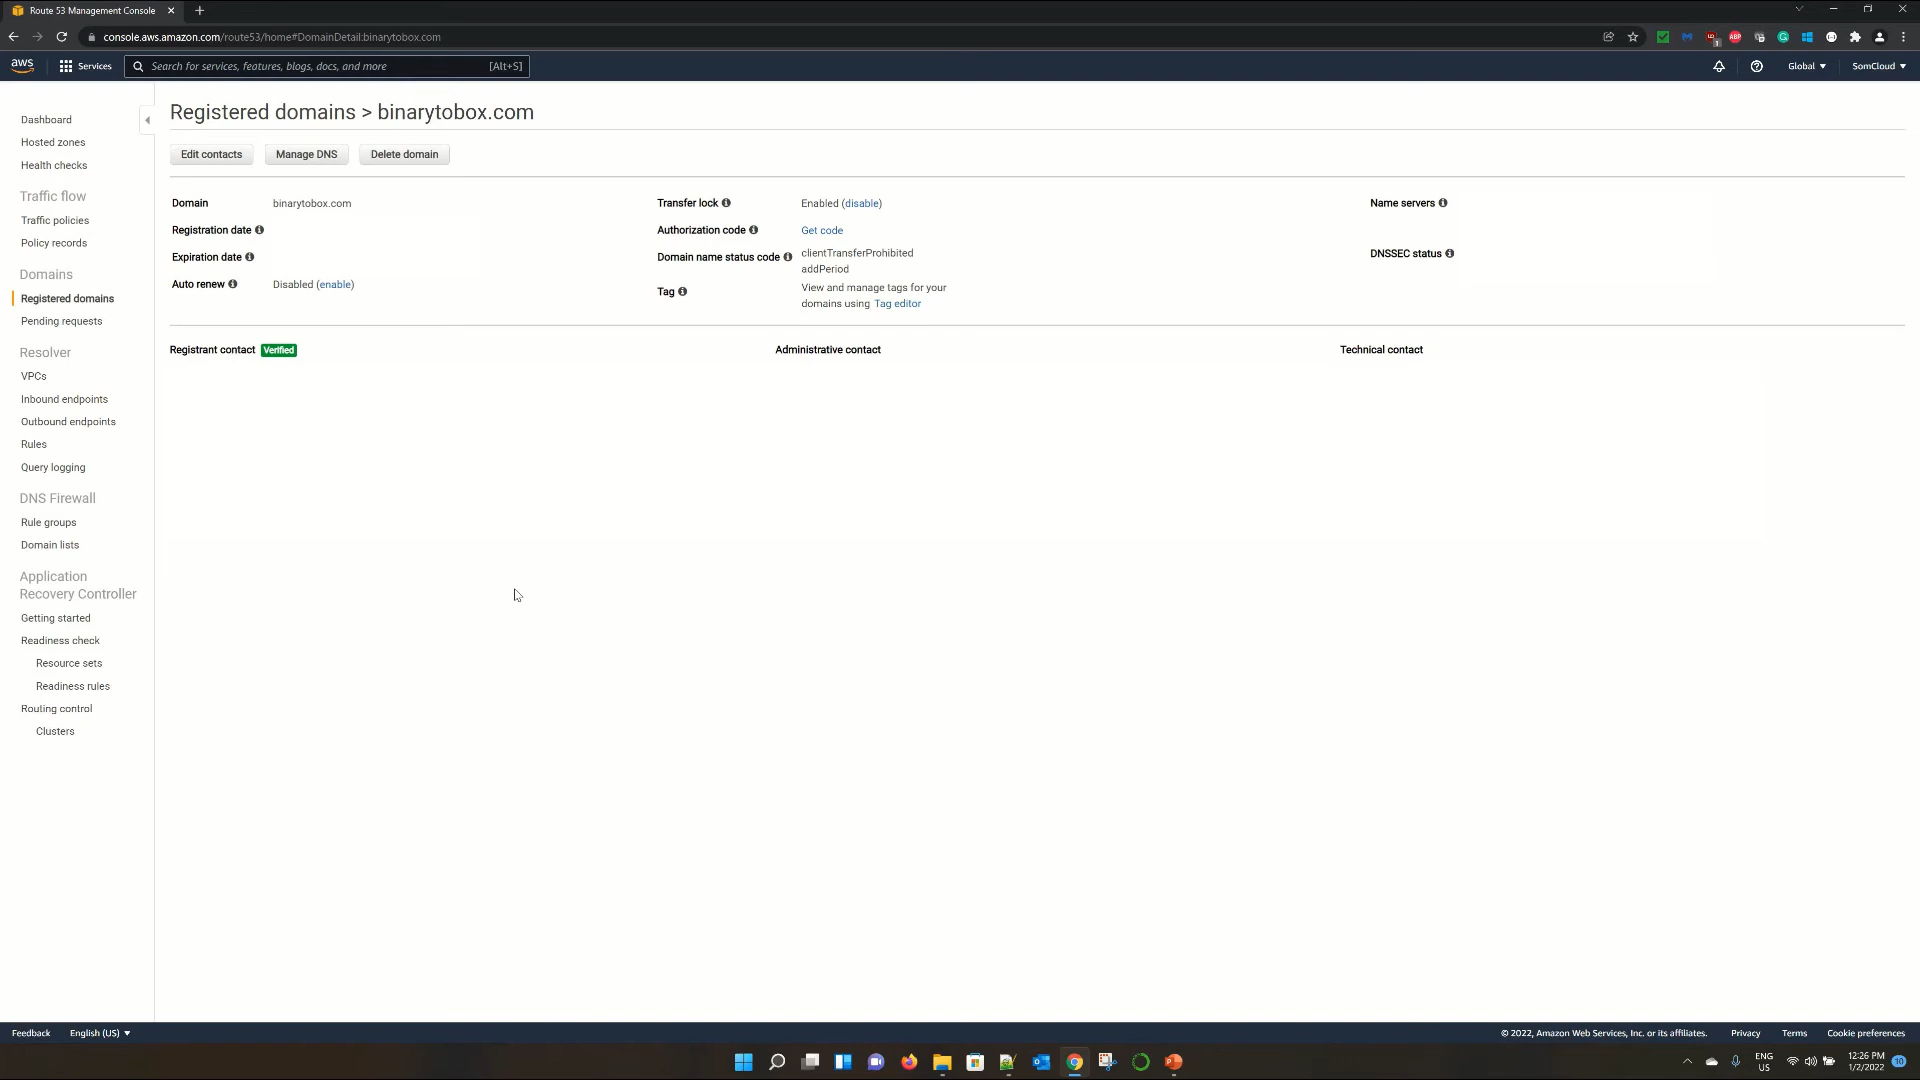 Route 53 Management Console
console.aws.amazon.com/route53/home#DomainDetail:binarytobox.com
aws
Services
Search for services, features, blogs, docs, and more
[Alt+S]
Global
SomCloud
Dashboard
Hosted zones
Health checks
Traffic flow
Traffic policies
Policy records
Domains
Registered domains
Pending requests
Resolver
VPCs
Inbound endpoints
Outbound endpoints
Rules
Query logging
DNS Firewall
Rule groups
Domain lists
Application
Recovery Controller
Getting started
Readiness check
Resource sets
Readiness rules
Routing control
Clusters
Registered domains > binarytobox.com
Edit contacts
Manage DNS
Delete domain
Domain
binarytobox.com
Registration date
Expiration date
Auto renew
Disabled (enable)
Transfer lock
Enabled (disable)
Authorization code
Get code
Domain name status code
clientTransferProhibited
addPeriod
Tag
View and manage tags for your
domains using Tag editor
Name servers
DNSSEC status
Registrant contact
Verified
Administrative contact
Technical contact
Feedback
English (US)
© 2022, Amazon Web Services, Inc. or its affiliates.
Privacy
Terms
Cookie preferences
ENG
US
12:26 PM
1/2/2022
10